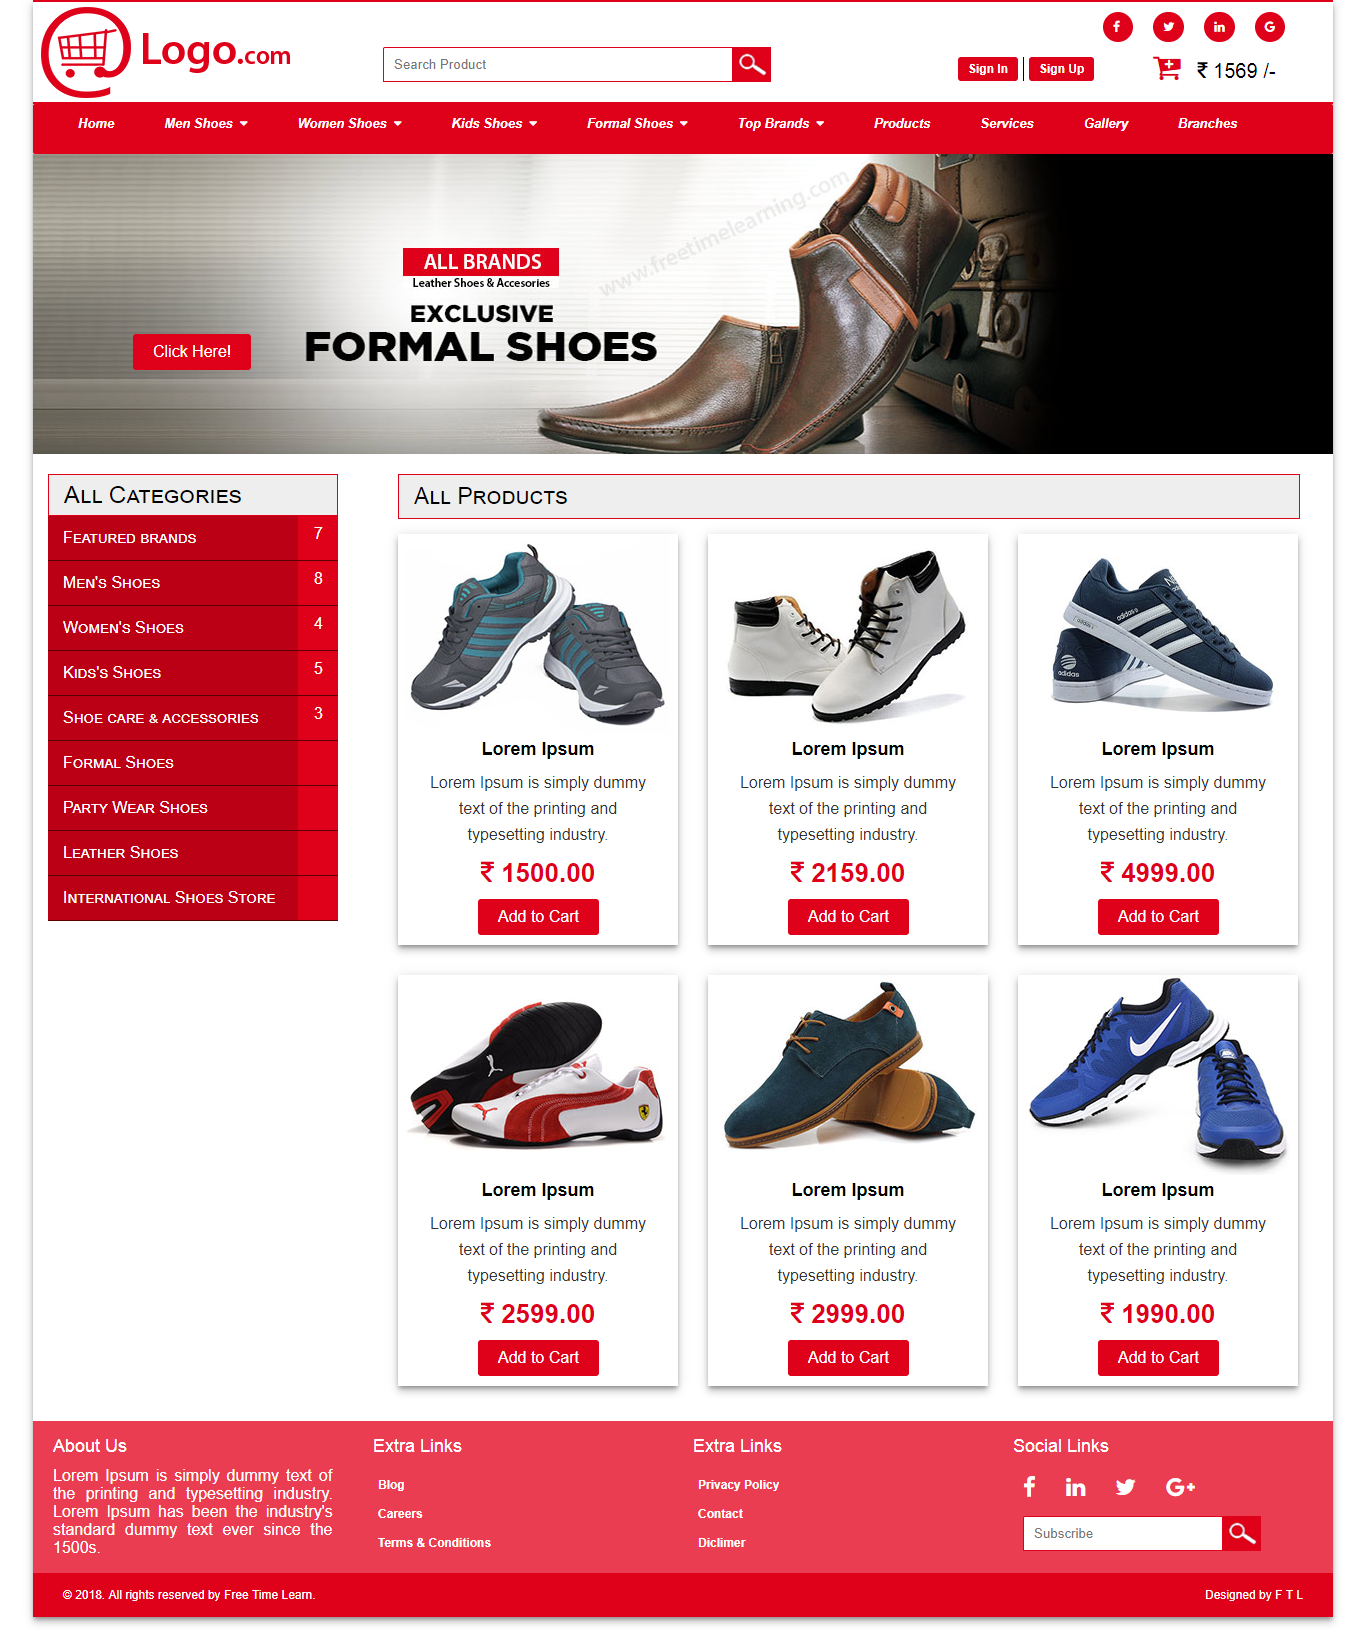 Logo.com
Search Product
Sign In
Sign Up
₹ 1569 /-
Home
Men Shoes
Women Shoes
Kids Shoes
Formal Shoes
Top Brands
Products
Services
Gallery
Branches
www.freetimelearning.com
ALL BRANDS
Leather Shoes & Accesories
EXCLUSIVE
FORMAL SHOES
Click Here!
All Categories
Featured brands 7
Men's Shoes 8
Women's Shoes 4
Kids's Shoes 5
Shoe care & accessories 3
Formal Shoes
Party Wear Shoes
Leather Shoes
International Shoes Store
All Products
adidas
adidas
Lorem Ipsum
Lorem Ipsum is simply dummy
text of the printing and
typesetting industry.
₹ 1500.00
Add to Cart
Lorem Ipsum
Lorem Ipsum is simply dummy
text of the printing and
typesetting industry.
₹ 2159.00
Add to Cart
Lorem Ipsum
Lorem Ipsum is simply dummy
text of the printing and
typesetting industry.
₹ 4999.00
Add to Cart
Lorem Ipsum
Lorem Ipsum is simply dummy
text of the printing and
typesetting industry.
₹ 2599.00
Add to Cart
Lorem Ipsum
Lorem Ipsum is simply dummy
text of the printing and
typesetting industry.
₹ 2999.00
Add to Cart
Lorem Ipsum
Lorem Ipsum is simply dummy
text of the printing and
typesetting industry.
₹ 1990.00
Add to Cart
About Us
Lorem Ipsum is simply dummy text of
the printing and typesetting industry.
Lorem Ipsum has been the industry's
standard dummy text ever since the
1500s.
Extra Links
Blog
Careers
Terms & Conditions
Extra Links
Privacy Policy
Contact
Diclimer
Social Links
Subscribe
© 2018. All rights reserved by Free Time Learn.
Designed by F T L